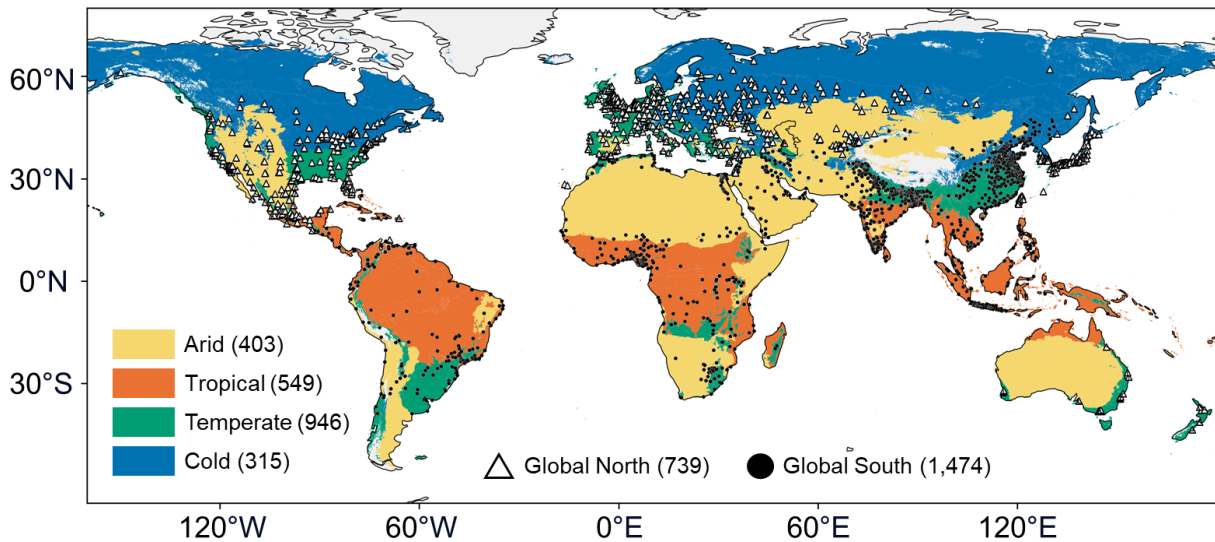 60°N
30°N
0°N
30°S
Arid (403)
Tropical (549)
Temperate (946)
Cold (315)
Global North (739)
Global South (1,474)
120°W
60°W
0°E
60°E
120°E